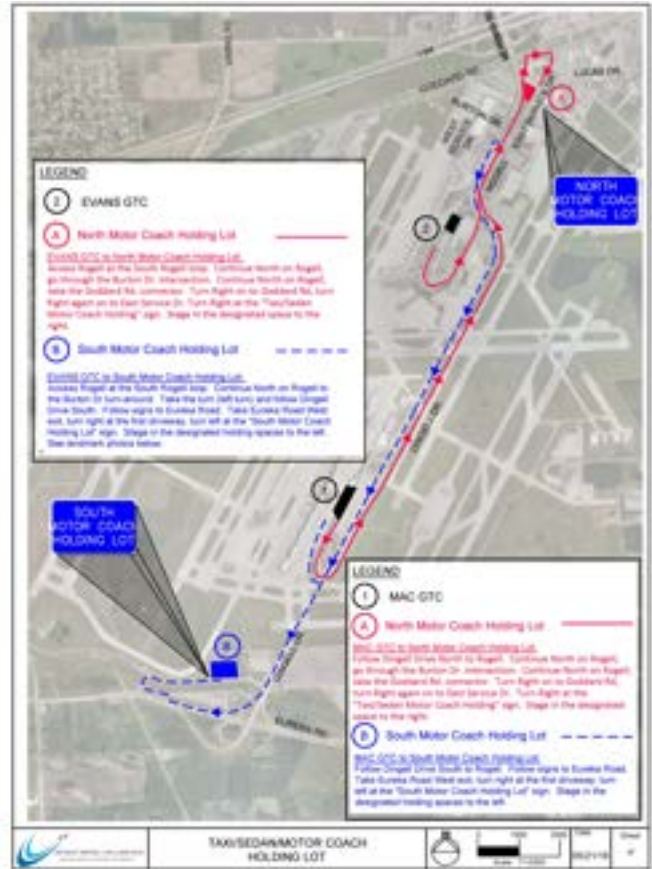 GODDARD RD
LUCAS DR
BURTON DR
A
NORTH
MOTOR COACH
HOLDING LOT
LEGEND
2 EVANS GTC
A North Motor Coach Holding Lot
EVANS GTC to North Motor Coach Holding Lot
Access Rogell at the South Rogell loop. Continue North on Rogell,
go through the Burton Dr. intersection. Continue North on Rogell,
take the Goddard Rd. connector. Turn Right on to Goddard Rd, turn
Right again on to East Service Dr. Turn Right at the "Taxi/Sedan
Motor Coach Holding" sign. Stage in the designated space to the
right.
B South Motor Coach Holding Lot
EVANS GTC to South Motor Coach Holding Lot
Access Rogell at the South Rogell loop. Continue North on Rogell to
the Burton Dr turn-around. Take the turn (left turn) and follow Dingell
Drive South. Follow signs to Eureka Road. Take Eureka Road West
exit, turn right at the first driveway, turn left at the "South Motor Coach
Holding Lot" sign. Stage in the designated holding spaces to the left.
See landmark photos below.
2
1
SOUTH
MOTOR COACH
HOLDING LOT
B
EUREKA RD
LEGEND
1 MAC GTC
A North Motor Coach Holding Lot
MAC GTC to North Motor Coach Holding Lot
Follow Dingell Drive North to Rogell. Continue North on Rogell,
go through the Burton Dr. intersection. Continue North on Rogell,
take the Goddard Rd. connector. Turn Right on to Goddard Rd,
turn Right again on to East Service Dr. Turn Right at the
"Taxi/Sedan Motor Coach Holding" sign. Stage in the designated
space to the right.
B South Motor Coach Holding Lot
MAC GTC to South Motor Coach Holding Lot
Follow Dingell Drive South to Rogell. Follow signs to Eureka Road.
Take Eureka Road West exit, turn right at the first driveway, turn
left at the "South Motor Coach Holding Lot" sign. Stage in the
designated holding spaces to the left.
TAXI/SEDAN/MOTOR COACH
HOLDING LOT